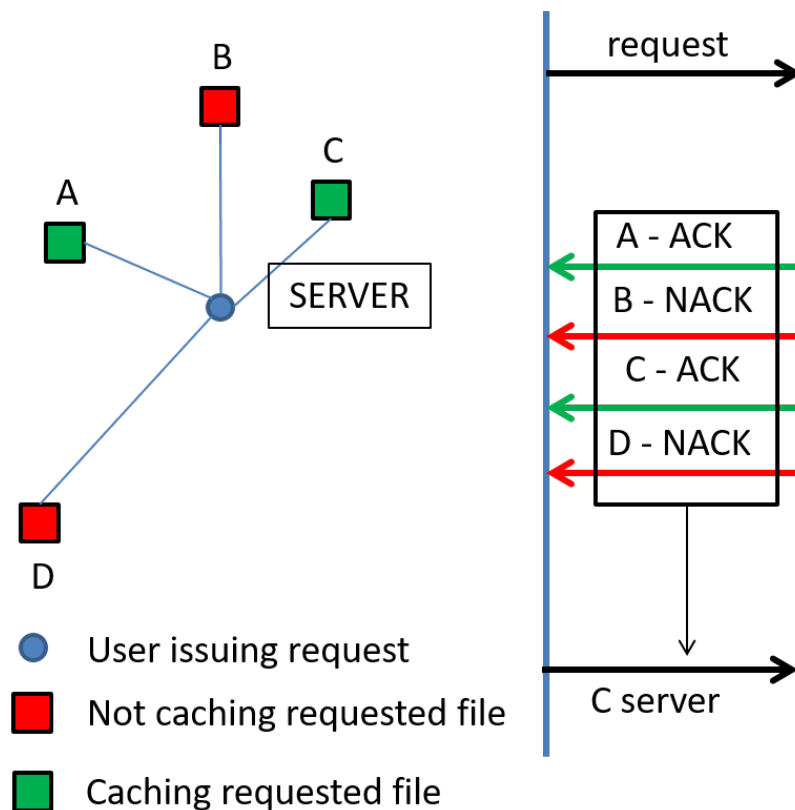 B
C
A
SERVER
D
User issuing request
Not caching requested file
Caching requested file
request
A - ACK
B - NACK
C - ACK
D - NACK
C server